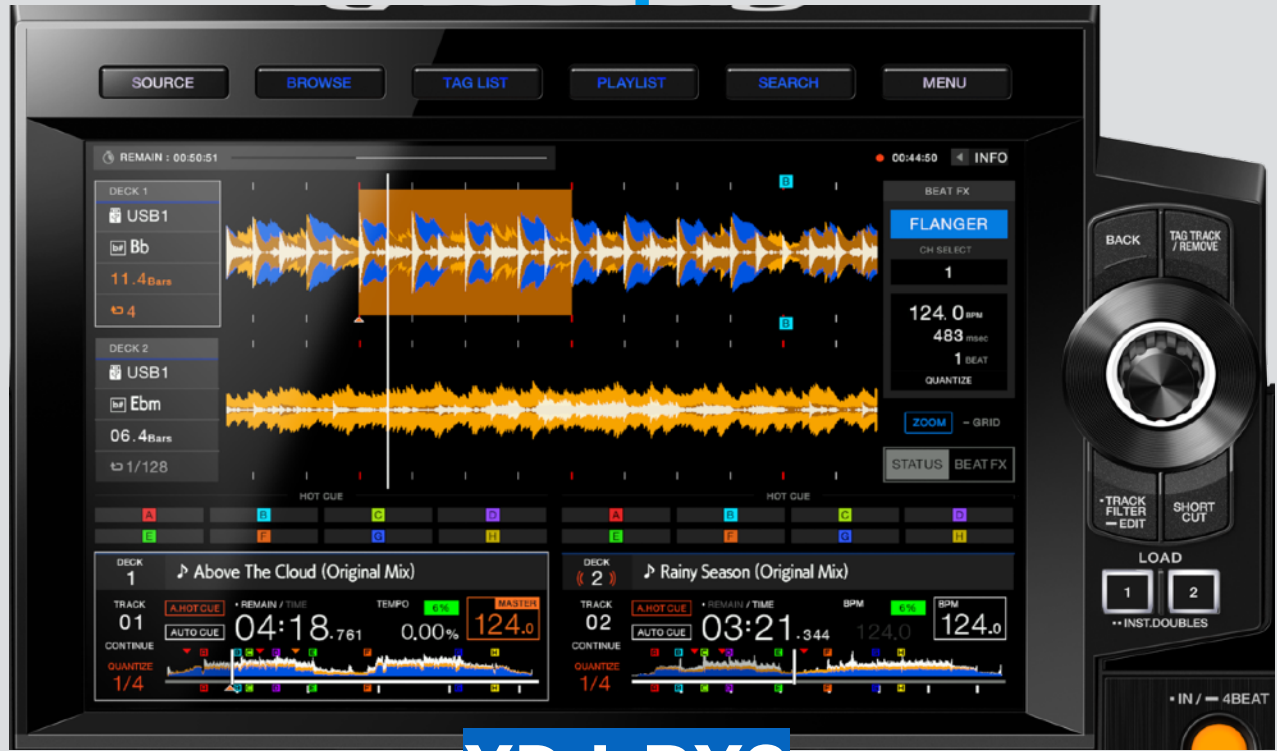 SOURCE BROWSE TAG LIST PLAYLIST SEARCH MENU
REMAIN : 00:50:51 00:44:50 INFO
DECK 1
USB1
b# Bb
11.4Bars
4
B
B
DECK 2
USB1
b# Ebm
06.4Bars
1/128
BEAT FX
FLANGER
CH SELECT
1
124.0 BPM
483 msec
1 BEAT
QUANTIZE
ZOOM – GRID
STATUS BEAT FX
HOT CUE HOT CUE
A B C D A B C D
E F G H E F G H
DECK
1
♪ Above The Cloud (Original Mix)
TRACK
01
CONTINUE
QUANTIZE
1/4
A.HOT CUE
AUTO CUE
• REMAIN / TIME
04:18.761
TEMPO 6%
0.00%
MASTER
124.0
DECK
2
♪ Rainy Season (Original Mix)
TRACK
02
CONTINUE
QUANTIZE
1/4
A.HOT CUE
AUTO CUE
• REMAIN / TIME
03:21.344
BPM 6%
124.0
BPM
124.0
BACK
TAG TRACK
/ REMOVE
• TRACK
FILTER
— EDIT
SHORT
CUT
LOAD
1 2
•• INST.DOUBLES
• IN / — 4BEAT